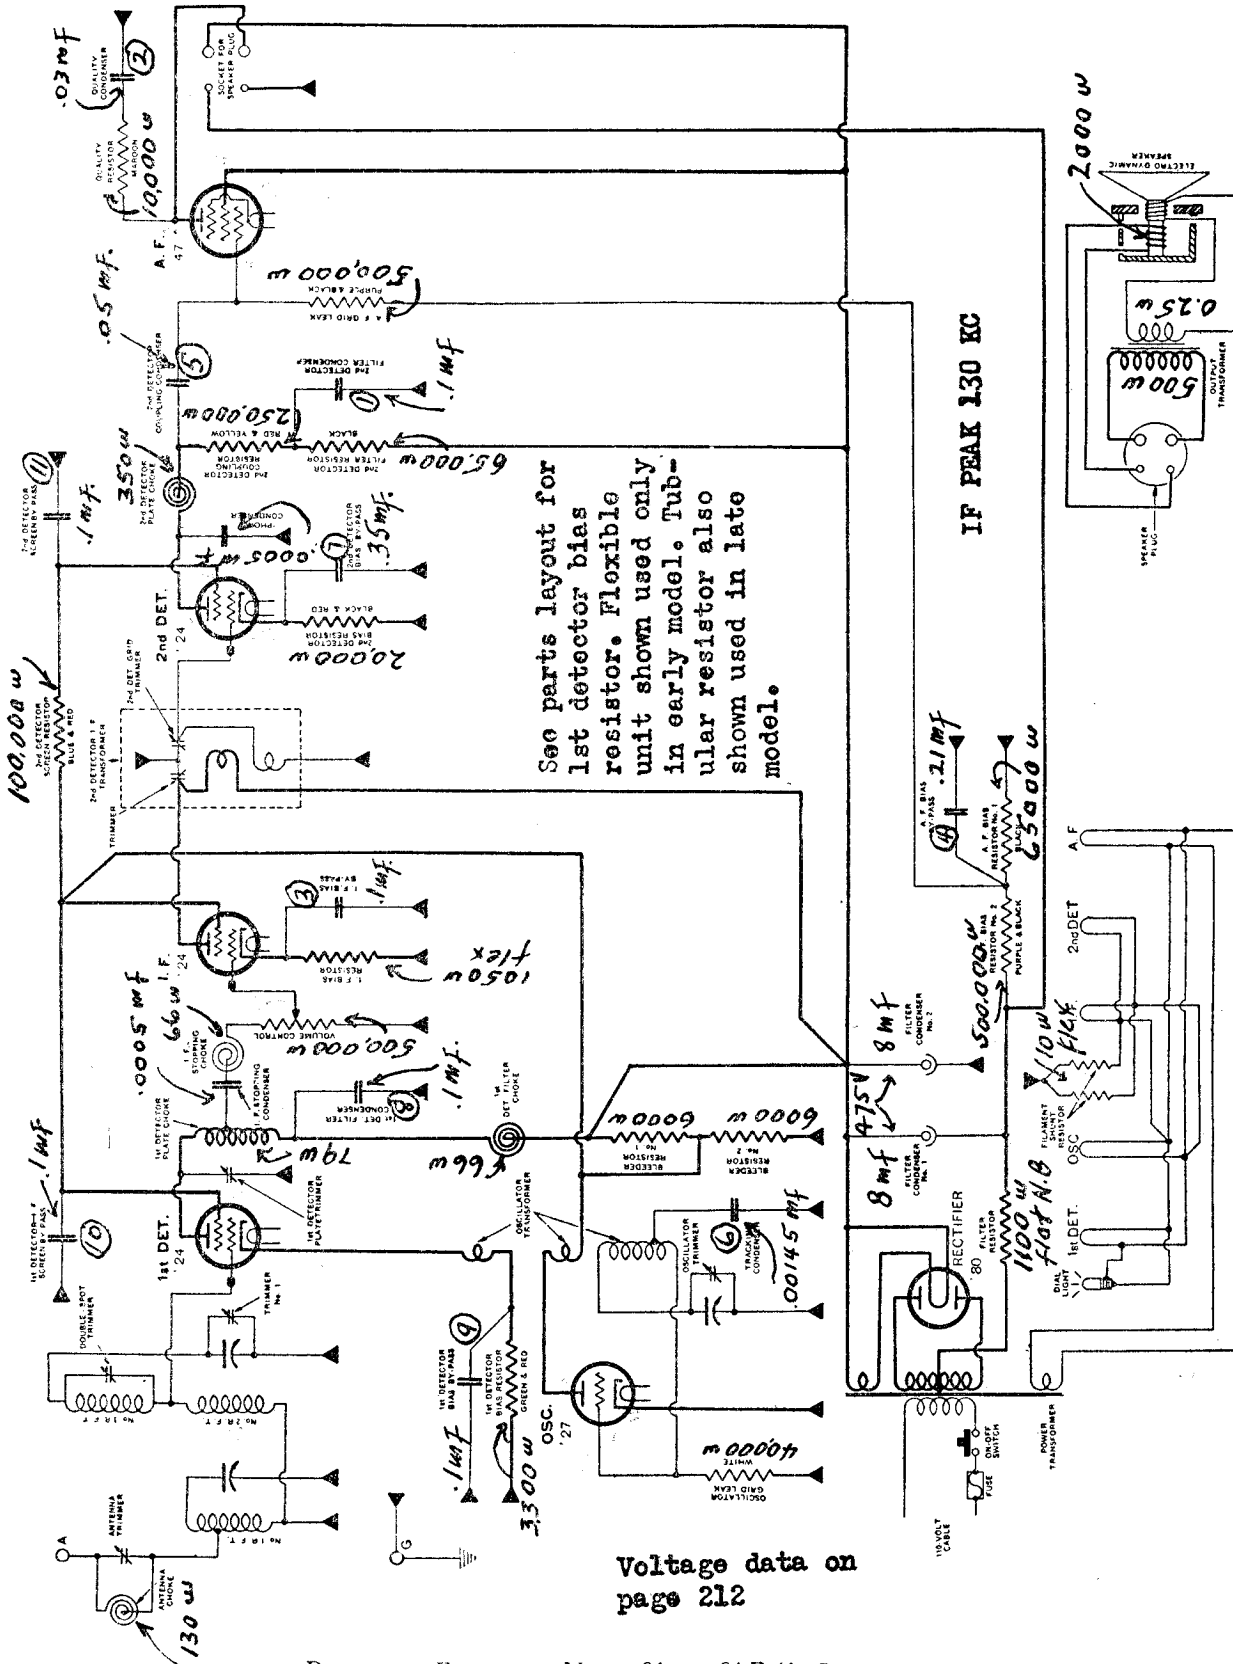 A
ANTENNA
TRIMMER
ANTENNA
CHOKE
130 ω
No 1 R.F.T.
No 2 R.F.T.
No 1 R.F.T.
DOUBLE SPOT
TRIMMER
TRIMMER
No 1
G
1st DETECTOR-I.F
SCREEN BY-PASS
.1 mf
10
1st DET.
'24
1st DETECTOR
PLATE TRIMMER
1st DETECTOR
PLATE CHOKE
79 ω
.0005 mf
I.F. STOPPING
CONDENSER
I.F.
STOPPING
CHOKE
66 ω
VOLUME CONTROL
500,000 ω
1st DET. FILTER
CONDENSER
8
.1 mf.
1st
DET. FILTER
CHOKE
66 ω
I.F.
'24
I.F. BIAS
RESISTOR
1050 ω
flex
I.F. BIAS
BY-PASS
3
.1 mf.
100,000 ω
2nd DETECTOR
SCREEN RESISTOR
BLUE & RED
2nd DETECTOR I F
TRANSFORMER
TRIMMER
2nd DET. GRID
TRIMMER
2nd DET.
'24
2nd DETECTOR
SCREEN BY-PASS
11
.1 mf.
2nd DETECTOR
BIAS RESISTOR
BLACK & RED
20,000 ω
2nd DETECTOR
BIAS BY-PASS
7
.35 mf.
PHONO
CONDENSER
.0005 mf
2nd DETECTOR
PLATE CHOKE
350 ω
2nd DETECTOR
COUPLING
RESISTOR
RED & YELLOW
250,000 ω
2nd DETECTOR
FILTER RESISTOR
BLACK
65,000 ω
2nd DETECTOR
FILTER CONDENSER
1
.1 mf
2nd DETECTOR
COUPLING CONDENSER
.05 mf.
5
A F GRID LEAK
PURPLE & BLACK
500,000 ω
A. F.
47
QUALITY
RESISTOR
MAROON
10,000 ω
QUALITY
CONDENSER
.03 mf
2
SOCKET FOR
SPEAKER PLUG
1st DETECTOR
BIAS BY-PASS
9
.1 mf
1st DETECTOR
BIAS RESISTOR
GREEN & RED
3,300 ω
OSCILLATOR
TRANSFORMER
OSC.
'27
OSCILLATOR
GRID LEAK
WHITE
40,000 ω
OSCILLATOR
TRIMMER
6
TRACKING
CONDENSER
.00145 mf
BLEEDER
RESISTOR
No 1
6000 ω
BLEEDER
RESISTOR
No. 2
6000 ω
See parts layout for
1st detector bias
resistor. Flexible
unit shown used only
in early model. Tub-
ular resistor also
shown used in late
model.
IF PEAK 130 KC
Voltage data on
page 212
110-VOLT
CABLE
FUSE
ON-OFF
SWITCH
POWER
TRANSFORMER
RECTIFIER
'80
FILTER
RESISTOR
1100 ω
flat N.G
8 mf
475 V
8 mf
FILTER
CONDENSER
No. 1
FILTER
CONDENSER
No. 2
500,000 ω
A.F. BIAS
RESISTOR No. 2
PURPLE & BLACK
A. F. BIAS
RESISTOR No. 1
BLACK
65000 ω
A. F. BIAS
BY-PASS
4
.21 mf
DIAL
LIGHT
1st DET.
OSC
FILAMENT
SHUNT
RESISTOR
110 ω
Flex
I.F.
2nd DET
A F
SPEAKER
PLUG
500 ω
OUTPUT
TRANSFORMER
0.25 ω
2000 ω
ELECTRO DYNAMIC
SPEAKER